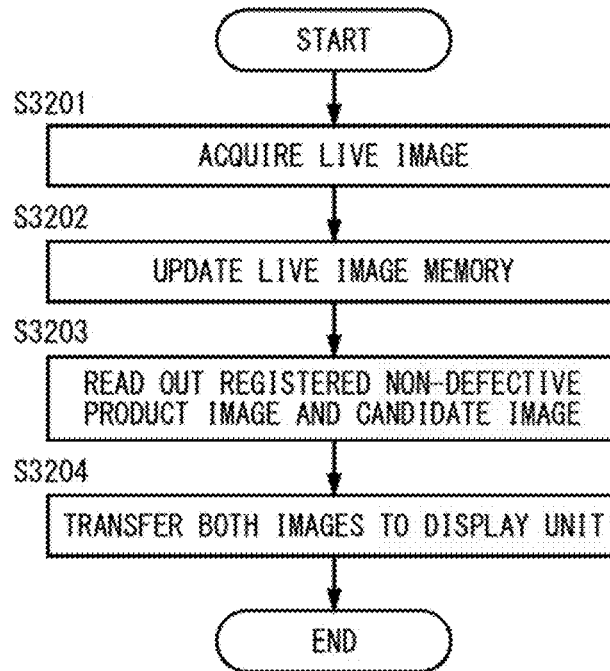 START
S3201
ACQUIRE LIVE IMAGE
S3202
UPDATE LIVE IMAGE MEMORY
S3203
READ OUT REGISTERED NON-DEFECTIVE
PRODUCT IMAGE AND CANDIDATE IMAGE
S3204
TRANSFER BOTH IMAGES TO DISPLAY UNIT
END